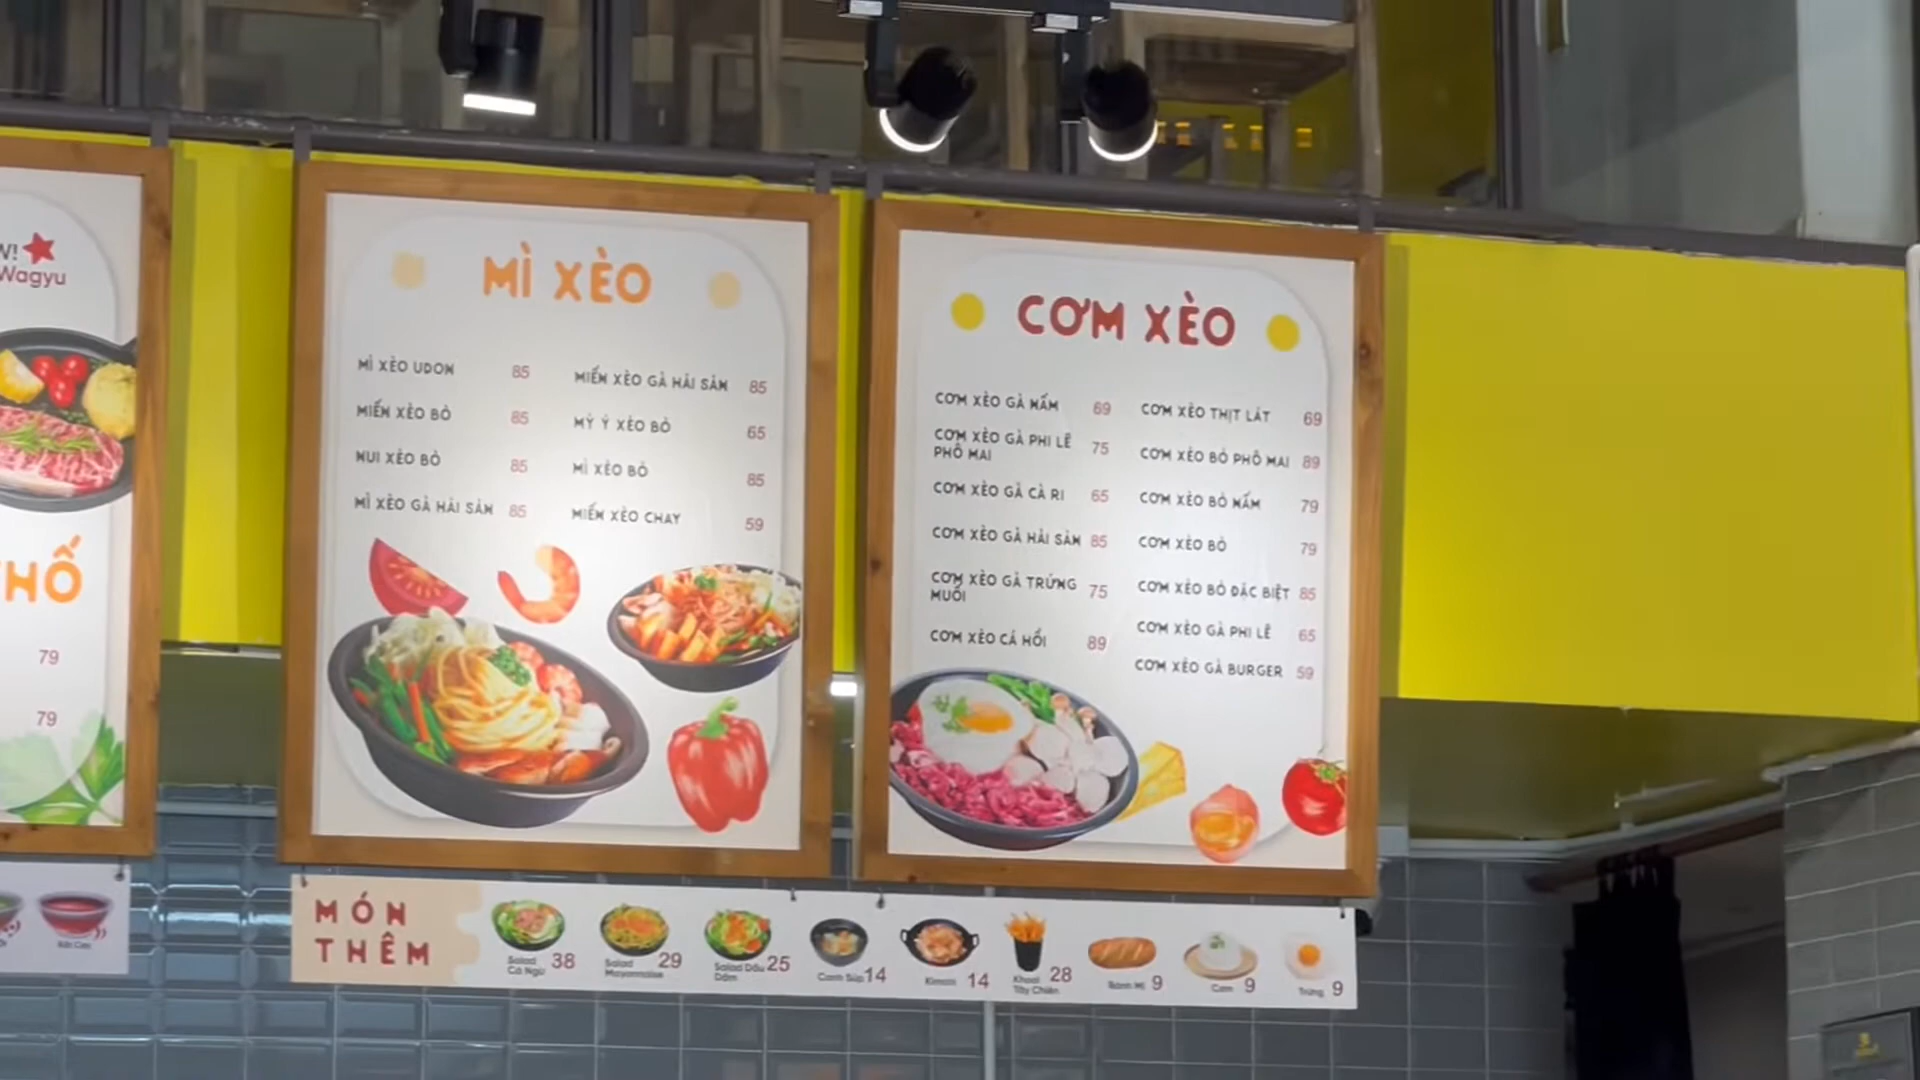 Wagyu
HỐ
79
79
MÌ XÈO
MÌ XÈO UDON 85
MIẾN XÈO BÒ 85
NUI XÈO BÒ 85
MÌ XÈO GÀ HẢI SẢN 85
MIẾN XÈO GÀ HẢI SẢN 85
MỲ Ý XÈO BÒ 65
MÌ XÈO BÒ 85
MIẾN XÈO CHAY 59
CƠM XÈO
CƠM XÈO GÀ NẤM 69
CƠM XÈO GÀ PHI LÊ
PHÔ MAI 75
CƠM XÈO GÀ CÀ RI 65
CƠM XÈO GÀ HẢI SẢN 85
CƠM XÈO GÀ TRỨNG
MUỐI 75
CƠM XÈO CÁ HỒI 89
CƠM XÈO THỊT LÁT 69
CƠM XÈO BÒ PHÔ MAI 89
CƠM XÈO BÒ NẤM 79
CƠM XÈO BÒ 79
CƠM XÈO BÒ ĐẶC BIỆT 85
CƠM XÈO GÀ PHI LÊ 65
CƠM XÈO GÀ BURGER 59
MÓN
THÊM
Salad
Cá Ngừ 38
Salad
Mayonnaise 29
Salad Dầu
Dấm 25
Canh Súp 14
Kimchi 14
Khoai
Tây Chiên 28
Bánh Mì 9
Cơm 9
Trứng 9